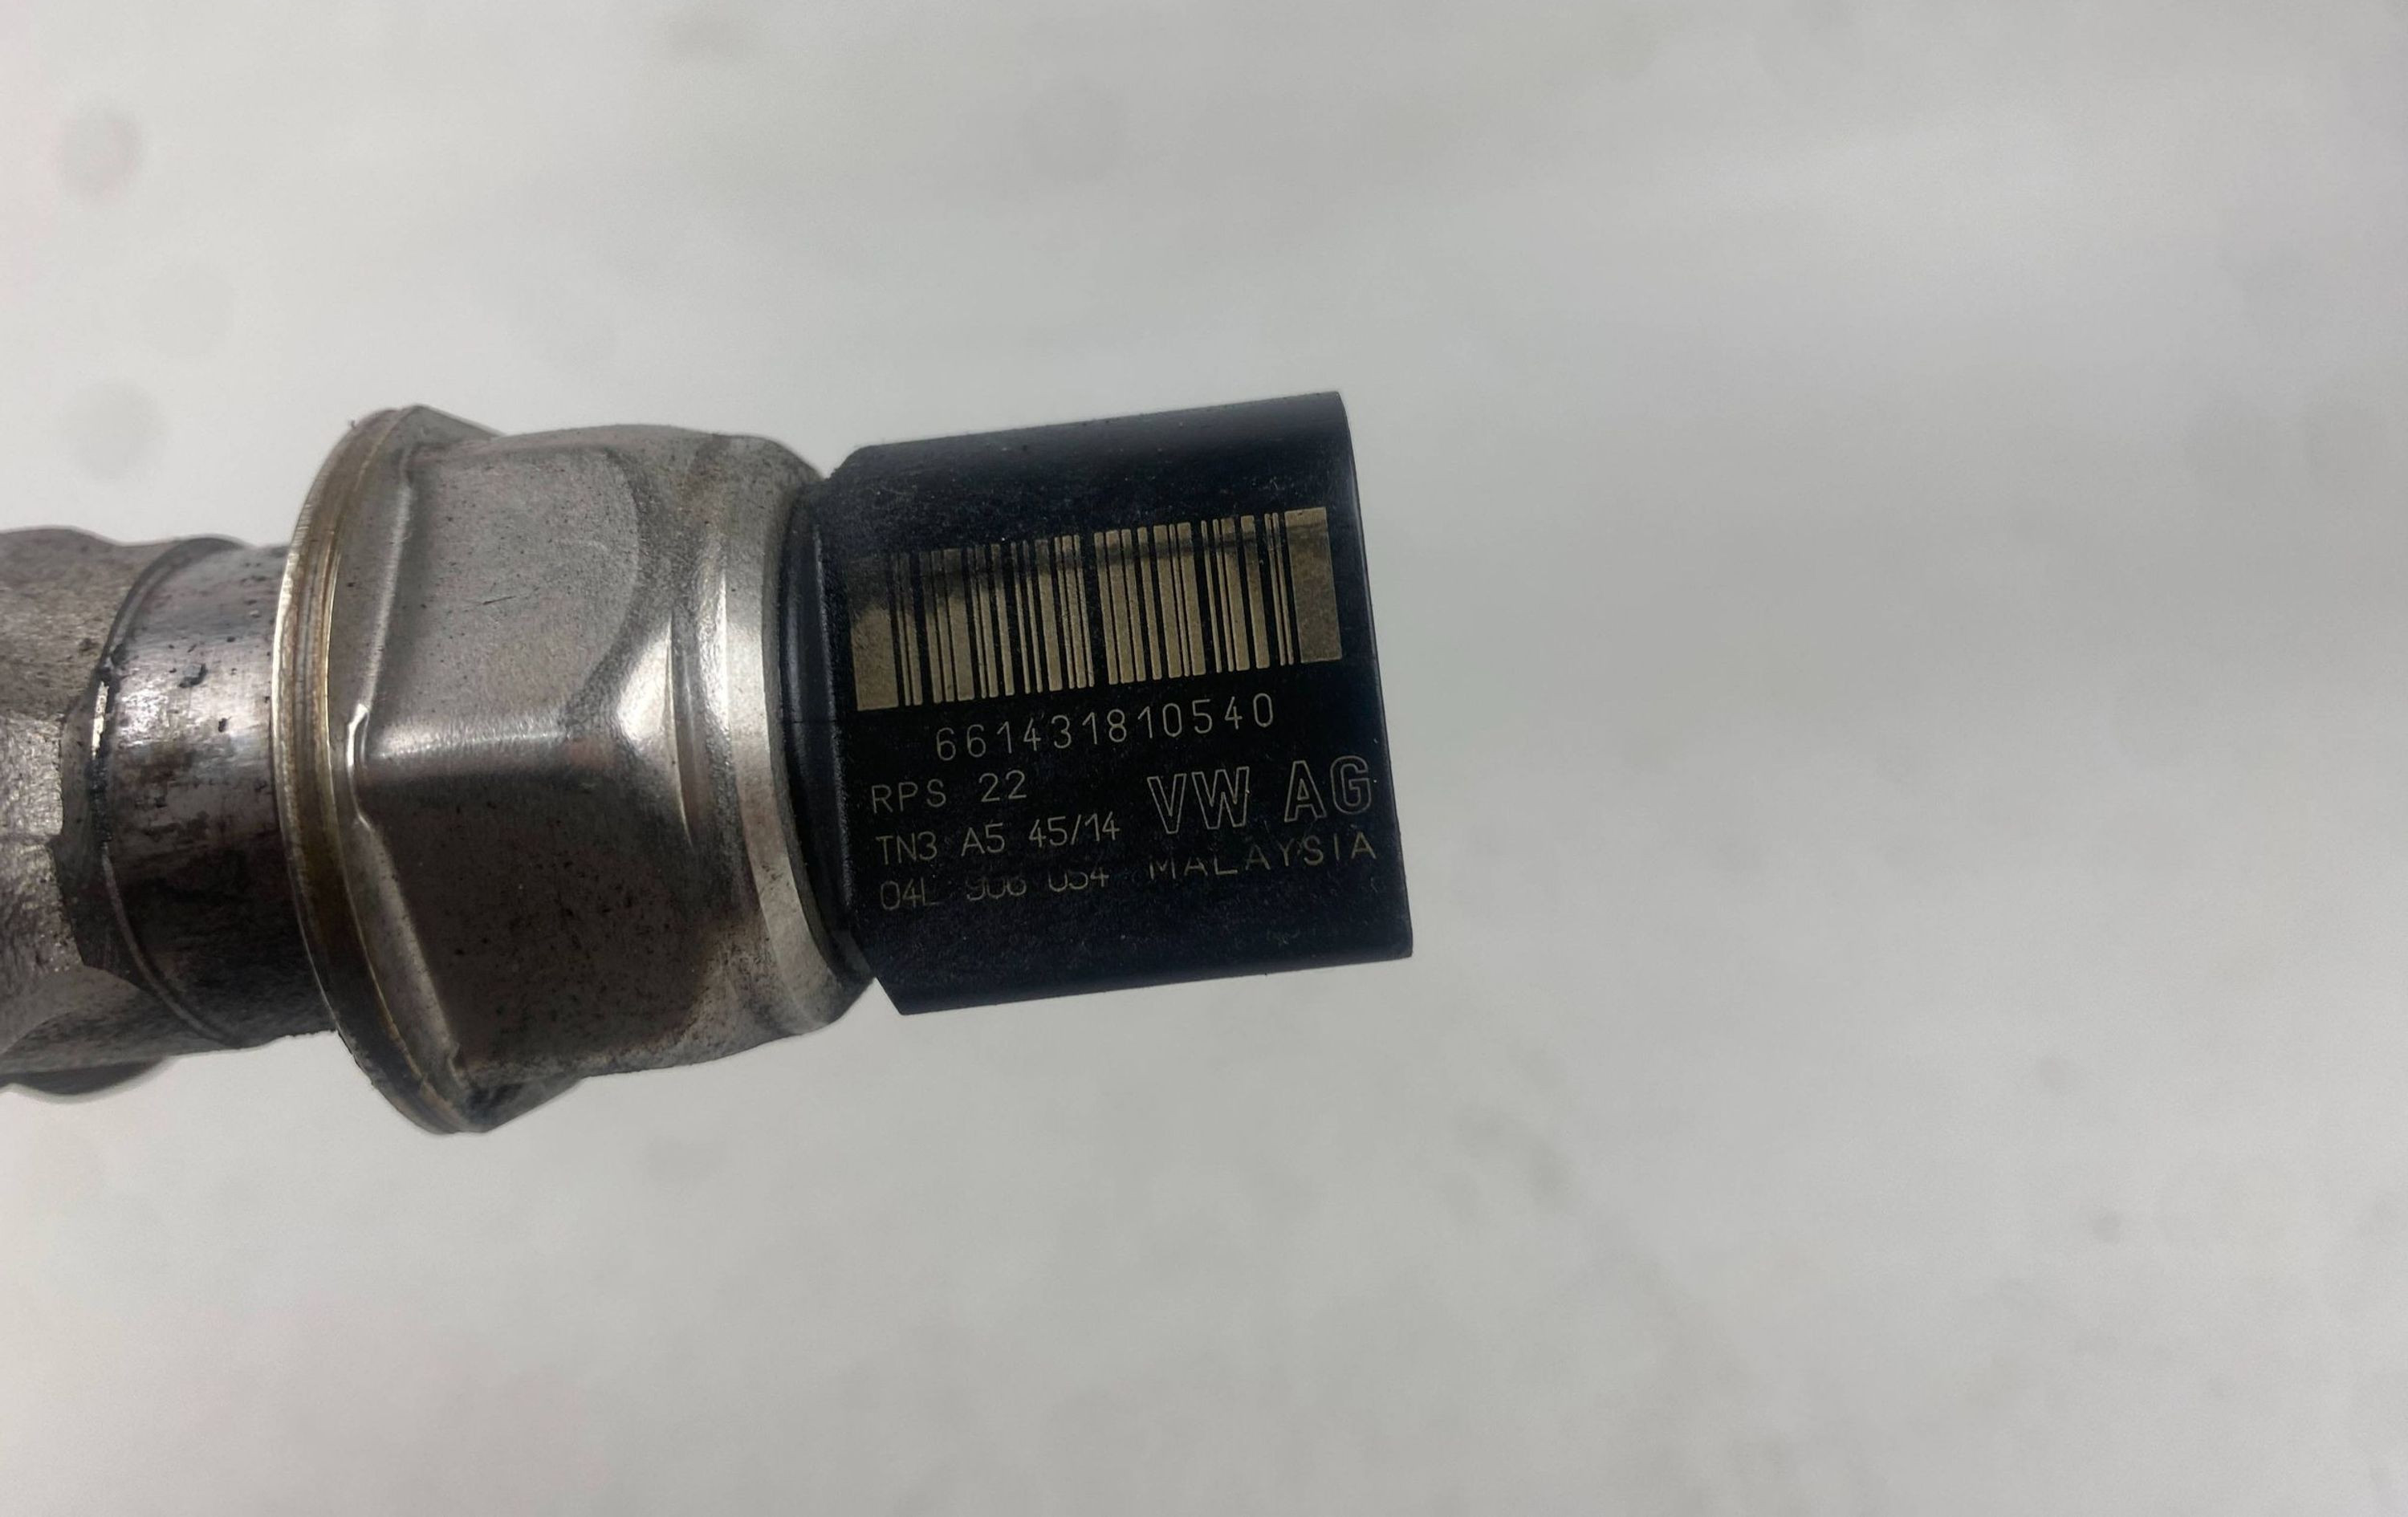 661431810540
RPS 22
VW AG
TN3 A5 45/14
MALAYSIA
04L 906 054